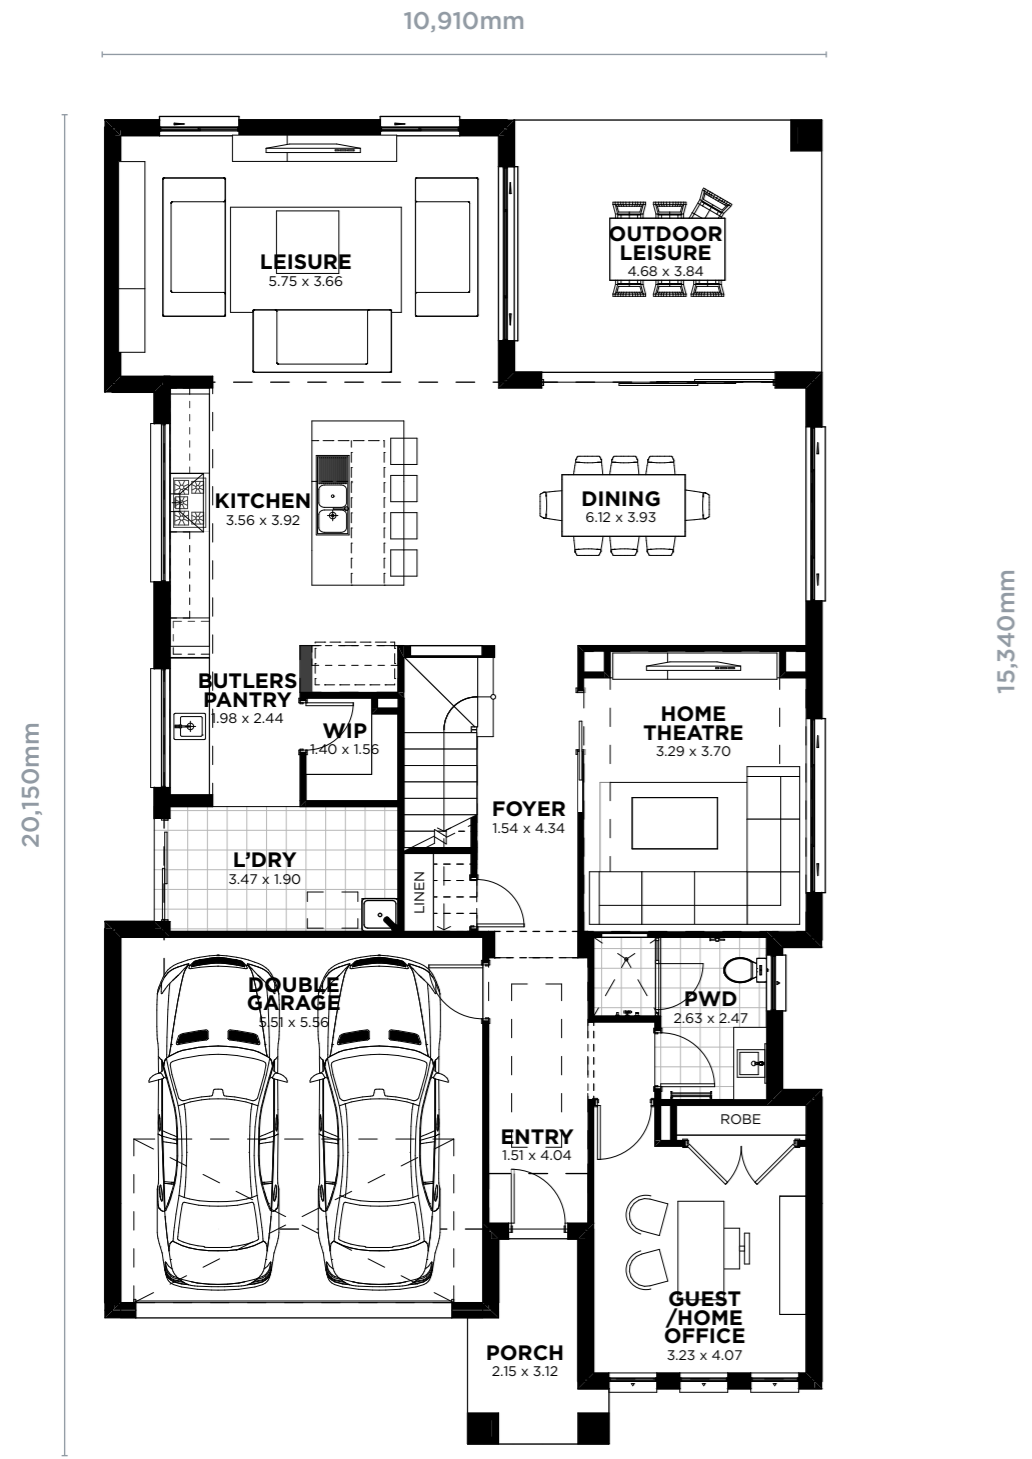 10,910mm
OUTDOOR
LEISURE
4.68 x 3.84
LEISURE
5.75 x 3.66
KITCHEN
3.56 x 3.92
DINING
6.12 x 3.93
15,340mm
BUTLERS
PANTRY
1.98 x 2.44
WIP
1.40 x 1.56
HOME
THEATRE
3.29 x 3.70
20,150mm
FOYER
1.54 x 4.34
L'DRY
3.47 x 1.90
LINEN
DOUBLE
GARAGE
5.51 x 5.56
PWD
2.63 x 2.47
ENTRY
1.51 x 4.04
ROBE
GUEST
/HOME
OFFICE
3.23 x 4.07
PORCH
2.15 x 3.12